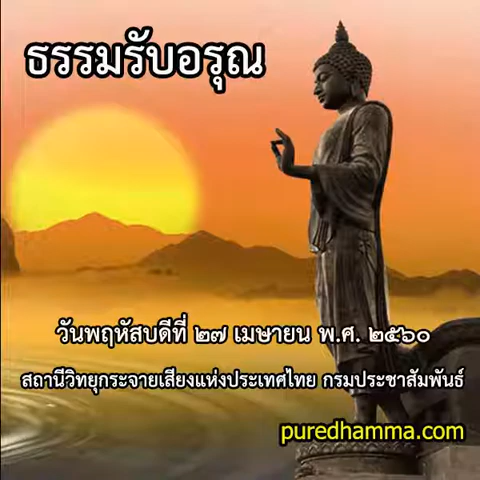 ธรรมรับอรุณ
วันพฤหัสบดีที่ ๒๗ เมษายน พ.ศ. ๒๕๖๐
สถานีวิทยุกระจายเสียงแห่งประเทศไทย กรมประชาสัมพันธ์
puredhamma.com